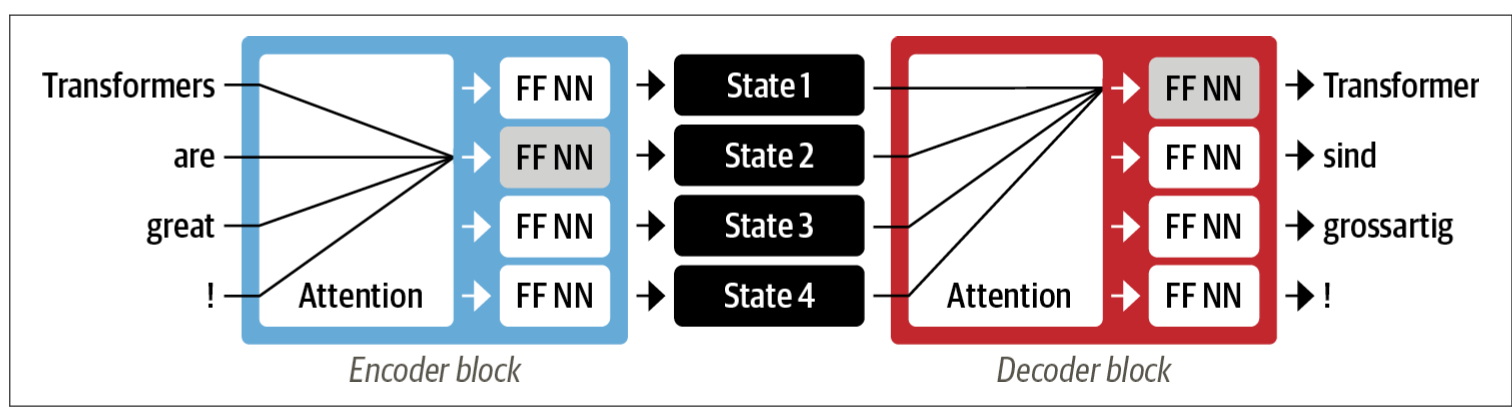 Transformers FF NN State 1 FF NN Transformer
are FF NN State 2 FF NN sind
great FF NN State 3 FF NN grossartig
! Attention FF NN State 4 Attention FF NN !
Encoder block Decoder block